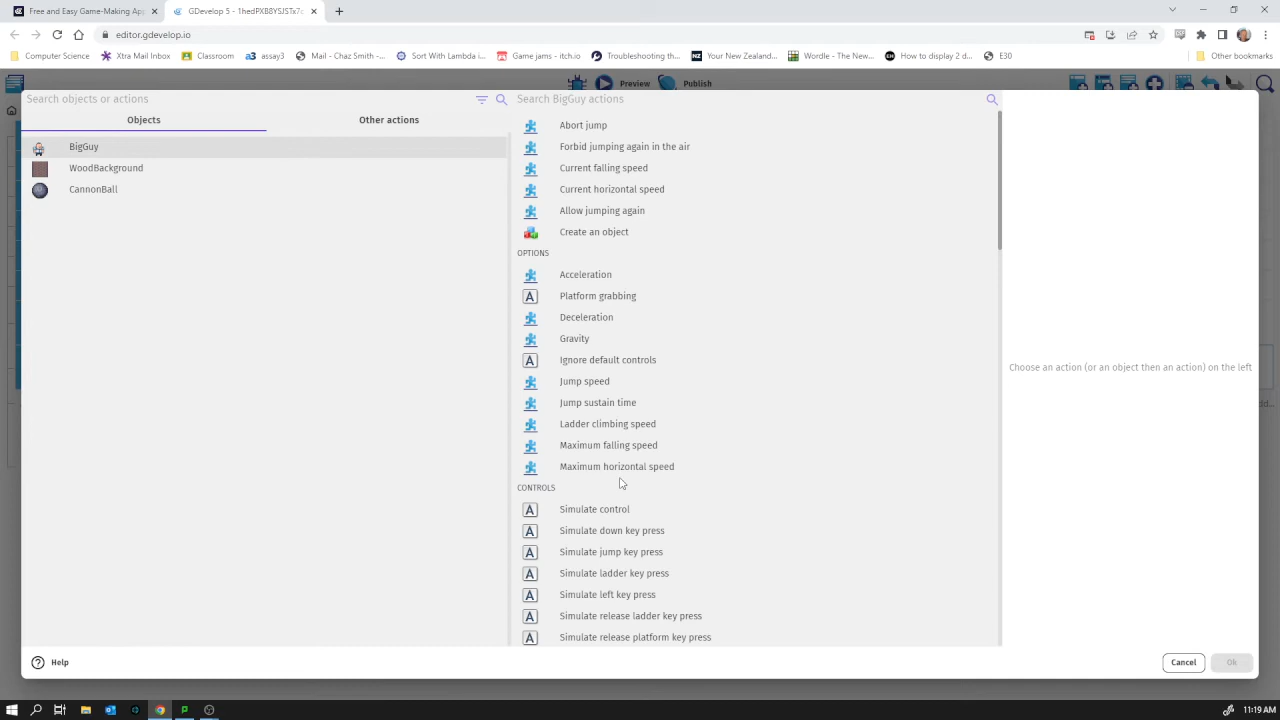 Free and Easy Game-Making App
GDevelop 5 - 1hedPXB8YSJSTx7c
editor.gdevelop.io
Computer Science
Xtra Mail Inbox
Classroom
assay3
Mail - Chaz Smith -...
Sort With Lambda i...
Game jams - itch.io
Troubleshooting th...
Your New Zealand...
Wordle - The New...
How to display 2 d...
E30
Other bookmarks
Preview
Publish
Search objects or actions
Objects
Other actions
BigGuy
WoodBackground
CannonBall
Search BigGuy actions
Abort jump
Forbid jumping again in the air
Current falling speed
Current horizontal speed
Allow jumping again
Create an object
OPTIONS
Acceleration
Platform grabbing
Deceleration
Gravity
Ignore default controls
Jump speed
Jump sustain time
Ladder climbing speed
Maximum falling speed
Maximum horizontal speed
CONTROLS
Simulate control
Simulate down key press
Simulate jump key press
Simulate ladder key press
Simulate left key press
Simulate release ladder key press
Simulate release platform key press
Choose an action (or an object then an action) on the left
Help
Cancel
Ok
11:19 AM